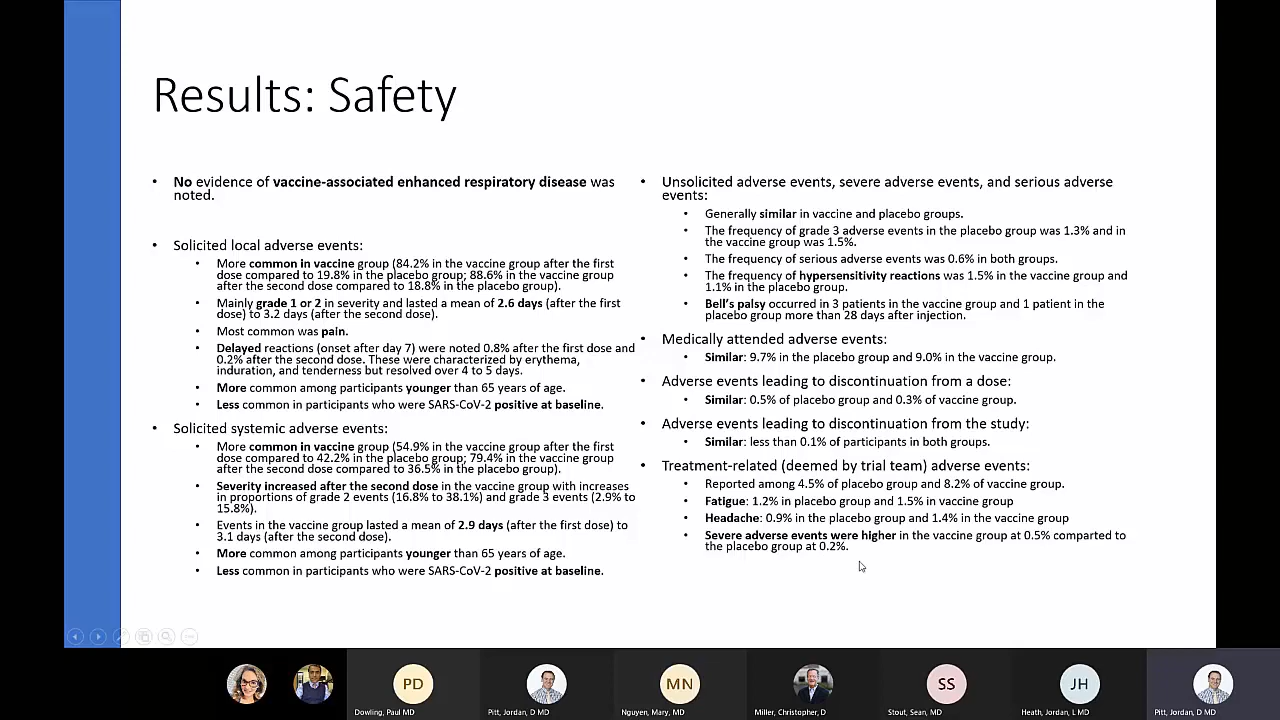 Results: Safety
No evidence of vaccine-associated enhanced respiratory disease was
noted.
Solicited local adverse events:
More common in vaccine group (84.2% in the vaccine group after the first
dose compared to 19.8% in the placebo group; 88.6% in the vaccine group
after the second dose compared to 18.8% in the placebo group).
Mainly grade 1 or 2 in severity and lasted a mean of 2.6 days (after the first
dose) to 3.2 days (after the second dose).
Most common was pain.
Delayed reactions (onset after day 7) were noted 0.8% after the first dose and
0.2% after the second dose. These were characterized by erythema,
induration, and tenderness but resolved over 4 to 5 days.
More common among participants younger than 65 years of age.
Less common in participants who were SARS-CoV-2 positive at baseline.
Solicited systemic adverse events:
More common in vaccine group (54.9% in the vaccine group after the first
dose compared to 42.2% in the placebo group; 79.4% in the vaccine group
after the second dose compared to 36.5% in the placebo group).
Severity increased after the second dose in the vaccine group with increases
in proportions of grade 2 events (16.8% to 38.1%) and grade 3 events (2.9% to
15.8%).
Events in the vaccine group lasted a mean of 2.9 days (after the first dose) to
3.1 days (after the second dose).
More common among participants younger than 65 years of age.
Less common in participants who were SARS-CoV-2 positive at baseline.
Unsolicited adverse events, severe adverse events, and serious adverse
events:
Generally similar in vaccine and placebo groups.
The frequency of grade 3 adverse events in the placebo group was 1.3% and in
the vaccine group was 1.5%.
The frequency of serious adverse events was 0.6% in both groups.
The frequency of hypersensitivity reactions was 1.5% in the vaccine group and
1.1% in the placebo group.
Bell's palsy occurred in 3 patients in the vaccine group and 1 patient in the
placebo group more than 28 days after injection.
Medically attended adverse events:
Similar: 9.7% in the placebo group and 9.0% in the vaccine group.
Adverse events leading to discontinuation from a dose:
Similar: 0.5% of placebo group and 0.3% of vaccine group.
Adverse events leading to discontinuation from the study:
Similar: less than 0.1% of participants in both groups.
Treatment-related (deemed by trial team) adverse events:
Reported among 4.5% of placebo group and 8.2% of vaccine group.
Fatigue: 1.2% in placebo group and 1.5% in vaccine group
Headache: 0.9% in the placebo group and 1.4% in the vaccine group
Severe adverse events were higher in the vaccine group at 0.5% comparted to
the placebo group at 0.2%.
PD MN SS JH
Dowling, Paul MD Pitt, Jordan, D MD Nguyen, Mary, MD Miller, Christopher, D Stout, Sean, MD Heath, Jordan, L MD Pitt, Jordan, D MD